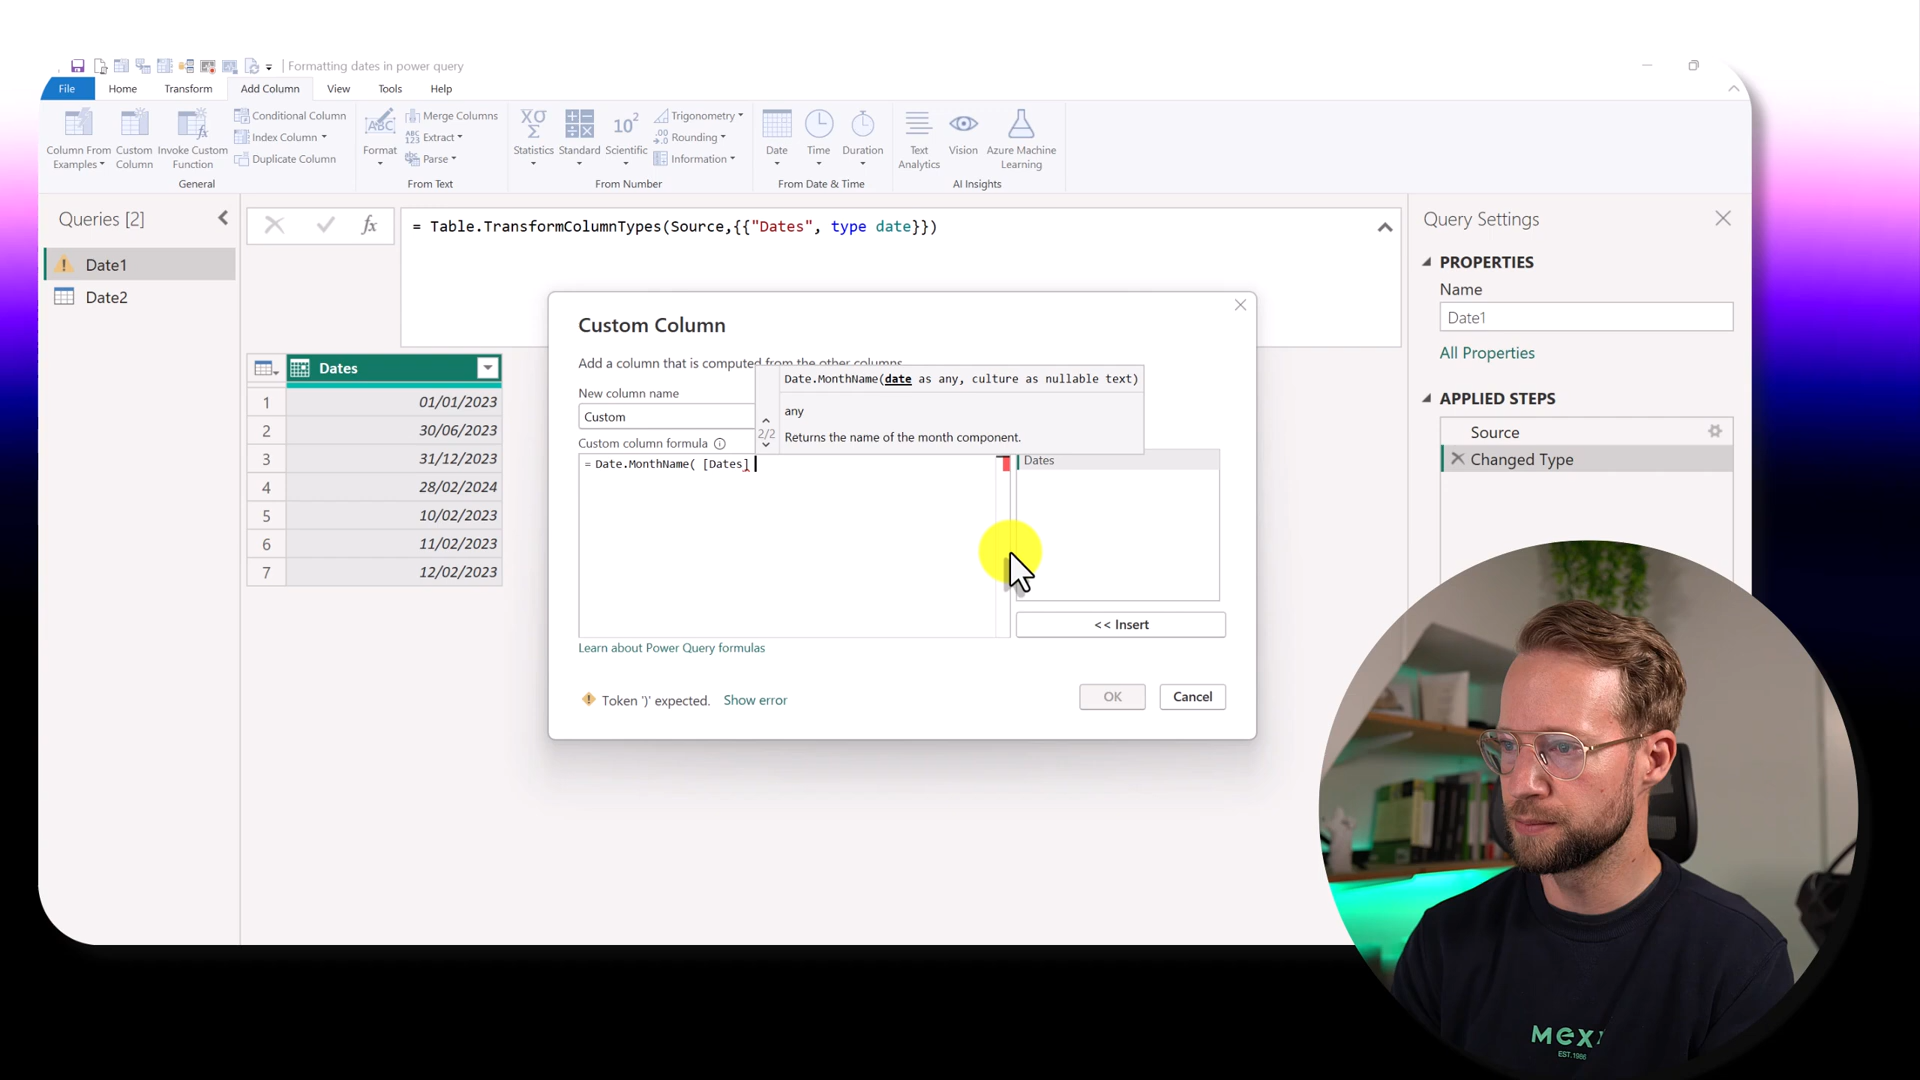 Formatting dates in power query
File Home Transform Add Column View Tools Help
Column From Examples
Custom Column
Invoke Custom Function
Conditional Column
Index Column
Duplicate Column
General
Format
Merge Columns
Extract
Parse
From Text
Statistics
Standard
Scientific
Trigonometry
Rounding
Information
From Number
Date
Time
Duration
From Date & Time
Text Analytics
Vision
Azure Machine Learning
AI Insights
Queries [2]
Date1
Date2
fx
= Table.TransformColumnTypes(Source,{{"Dates", type date}})
Dates
1 01/01/2023
2 30/06/2023
3 31/12/2023
4 28/02/2024
5 10/02/2023
6 11/02/2023
7 12/02/2023
Custom Column
Add a column that is computed from the other columns.
New column name
Custom
Custom column formula
Date.MonthName(date as any, culture as nullable text)
any
2/2
Returns the name of the month component.
= Date.MonthName( [Dates]
Dates
<< Insert
Learn about Power Query formulas
Token ')' expected. Show error
OK
Cancel
Query Settings
PROPERTIES
Name
Date1
All Properties
APPLIED STEPS
Source
Changed Type
EST.1986